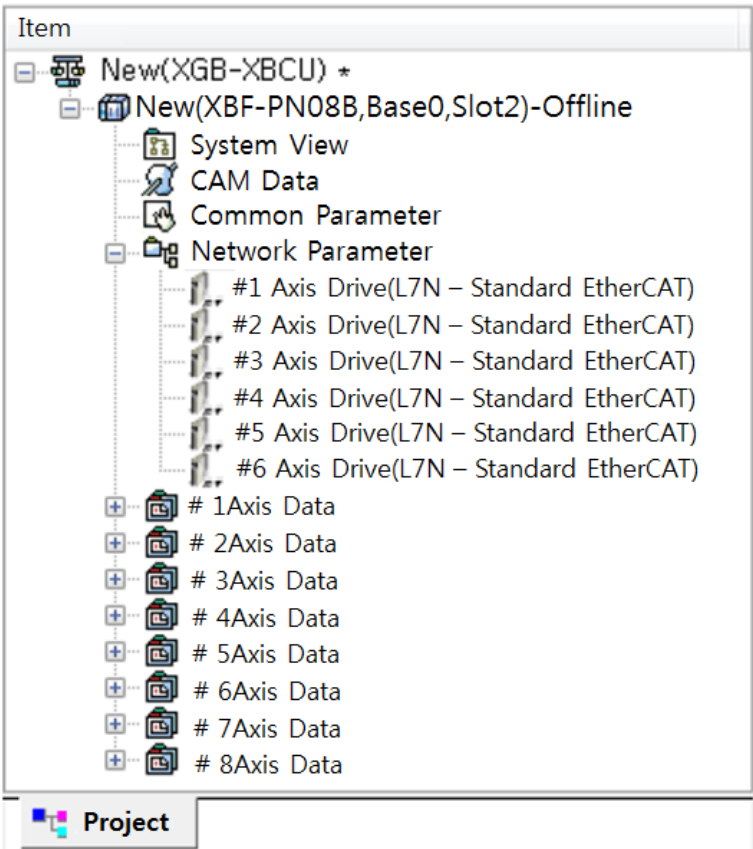 Item
New(XGB-XBCU) *
New(XBF-PN08B,Base0,Slot2)-Offline
System View
CAM Data
Common Parameter
Network Parameter
#1 Axis Drive(L7N – Standard EtherCAT)
#2 Axis Drive(L7N – Standard EtherCAT)
#3 Axis Drive(L7N – Standard EtherCAT)
#4 Axis Drive(L7N – Standard EtherCAT)
#5 Axis Drive(L7N – Standard EtherCAT)
#6 Axis Drive(L7N – Standard EtherCAT)
# 1Axis Data
# 2Axis Data
# 3Axis Data
# 4Axis Data
# 5Axis Data
# 6Axis Data
# 7Axis Data
# 8Axis Data
Project